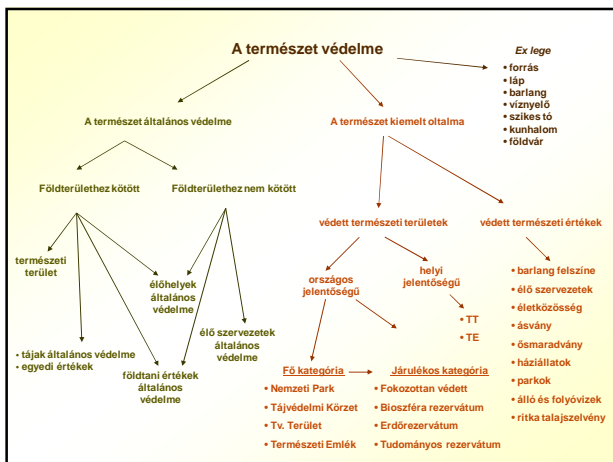 A természet védelme
Ex lege
• forrás
• láp
• barlang
• víznyelő
• szikes tó
• kunhalom
• földvár
A természet általános védelme
A természet kiemelt oltalma
Földterülethez kötött
Földterülethez nem kötött
védett természeti területek
védett természeti értékek
természeti
terület
élőhelyek
általános
védelme
élő szervezetek
általános
védelme
• tájak általános védelme
• egyedi értékek
földtani értékek
általános
védelme
országos
jelentőségű
helyi
jelentőségű
• TT
• TE
Fő kategória
• Nemzeti Park
• Tájvédelmi Körzet
• Tv. Terület
• Természeti Emlék
Járulékos kategória
• Fokozottan védett
• Bioszféra rezervátum
• Erdőrezervátum
• Tudományos rezervátum
• barlang felszíne
• élő szervezetek
• életközösség
• ásvány
• ősmaradvány
• háziállatok
• parkok
• álló és folyóvizek
• ritka talajszelvény